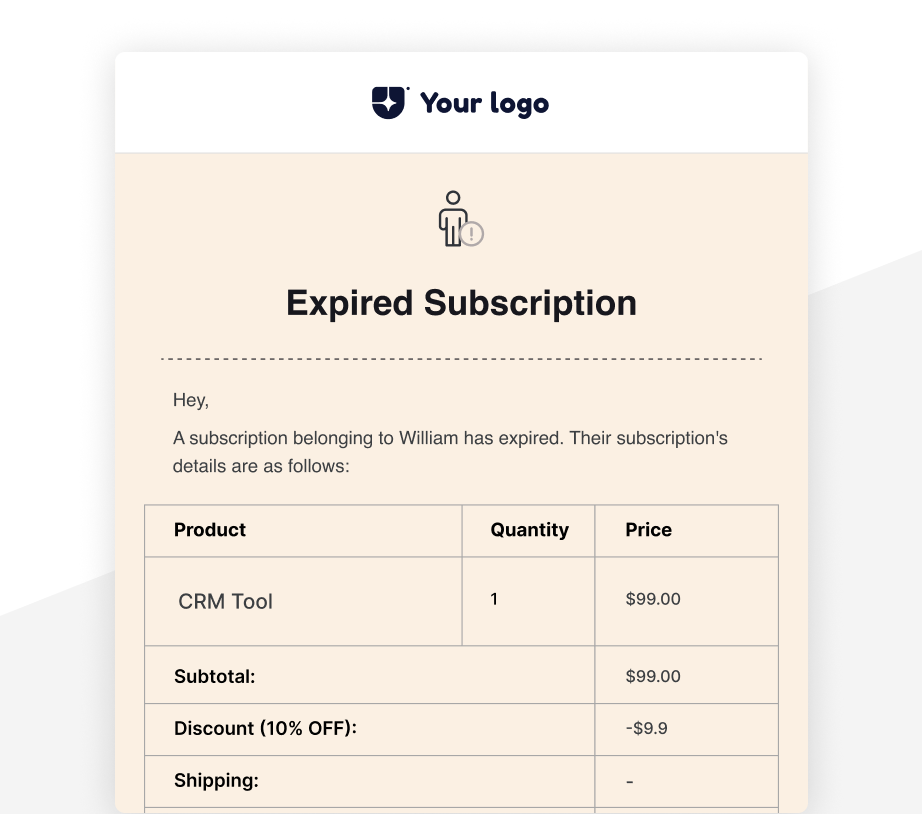 Your logo
Expired Subscription
Hey,
A subscription belonging to William has expired. Their subscription's
details are as follows:
Product Quantity Price
CRM Tool 1 $99.00
Subtotal: $99.00
Discount (10% OFF): -$9.9
Shipping: -